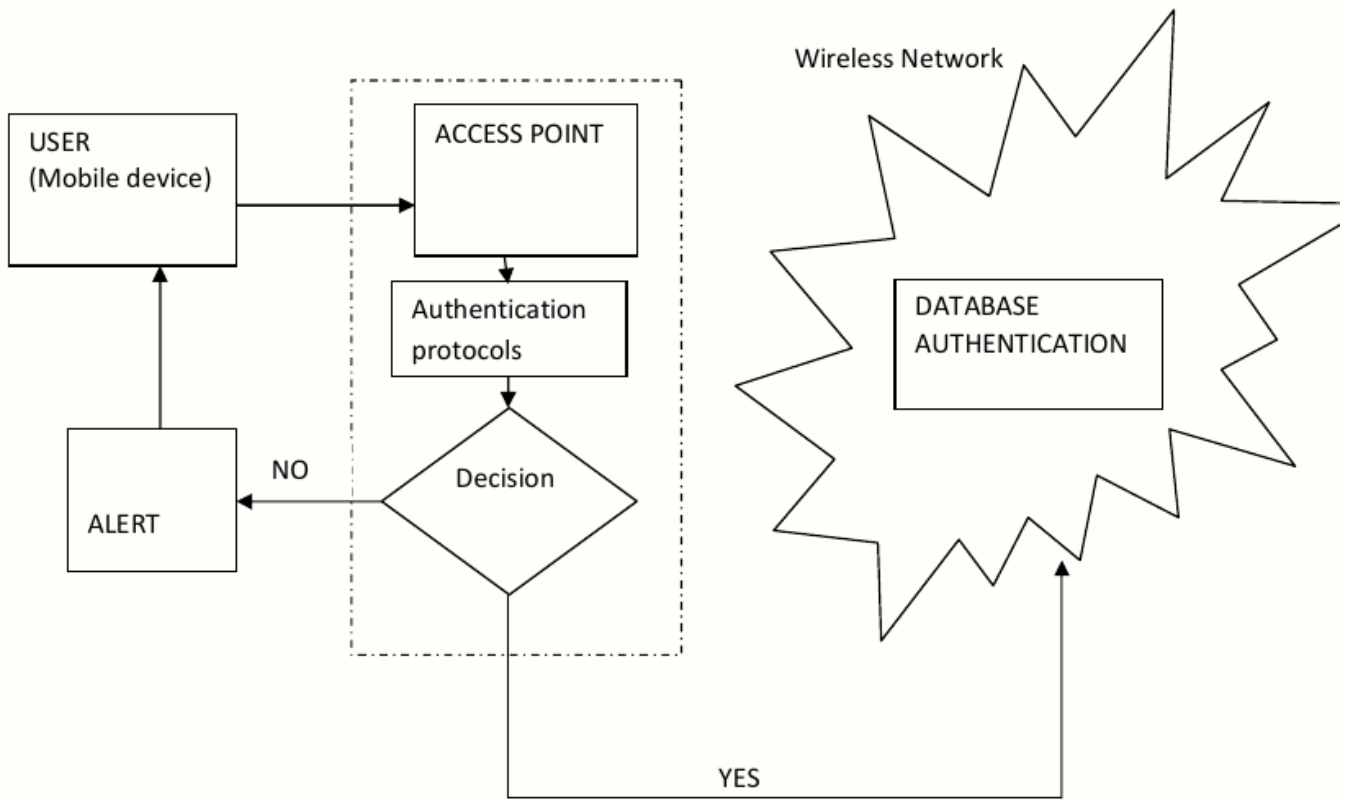 Wireless Network
USER
(Mobile device)
ACCESS POINT
Authentication
protocols
DATABASE
AUTHENTICATION
Decision
NO
ALERT
YES